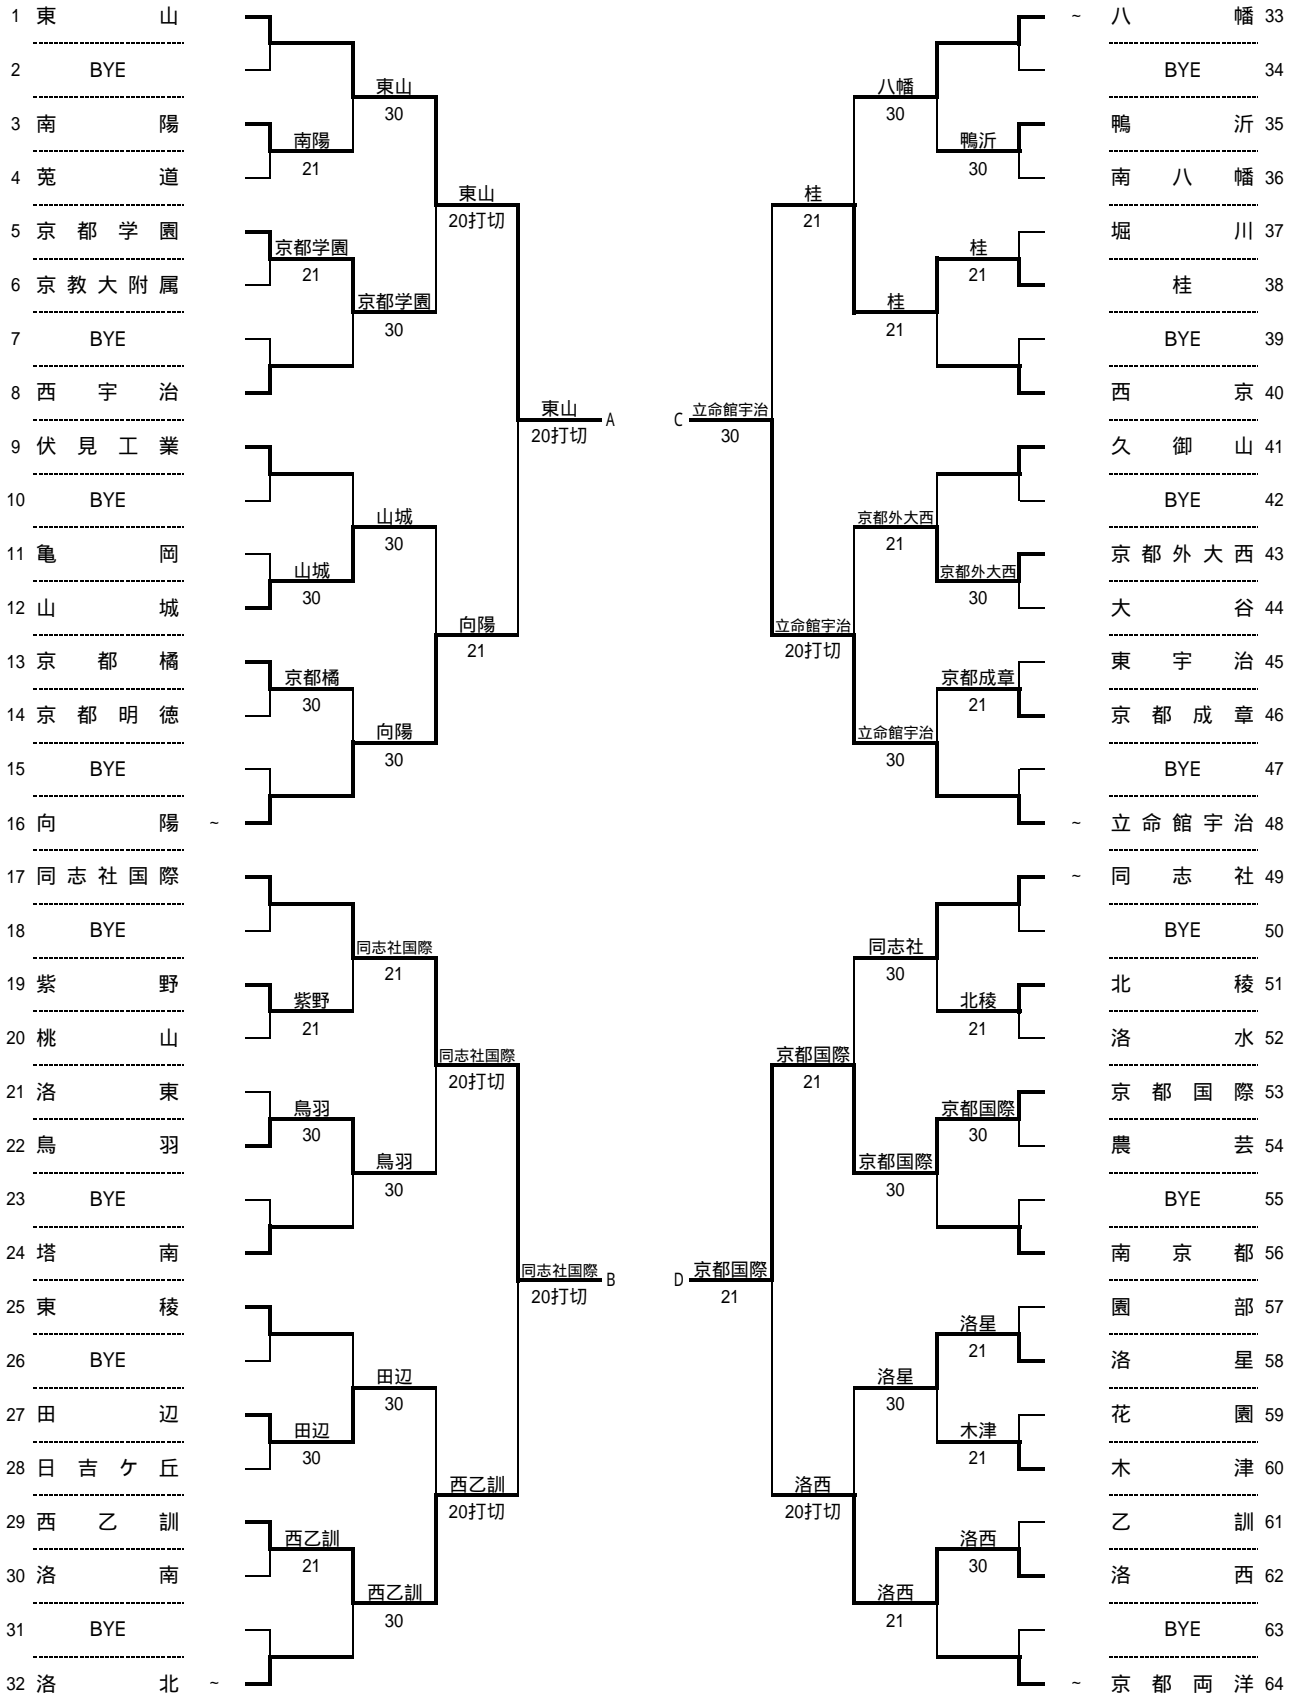 1 東山
2 BYE
3 南陽
4 莵道
5 京都学園
6 京教大附属
7 BYE
8 西宇治
9 伏見工業
10 BYE
11 亀岡
12 山城
13 京都橘
14 京都明徳
15 BYE
16 向陽 ~
17 同志社国際
18 BYE
19 紫野
20 桃山
21 洛東
22 鳥羽
23 BYE
24 塔南
25 東稜
26 BYE
27 田辺
28 日吉ケ丘
29 西乙訓
30 洛南
31 BYE
32 洛北 ~
南陽
21
京都学園
21
山城
30
京都橘
30
紫野
21
鳥羽
30
田辺
30
西乙訓
21
東山
30
京都学園
30
山城
30
向陽
30
同志社国際
21
鳥羽
30
田辺
30
西乙訓
30
東山
20打切
向陽
21
同志社国際
20打切
西乙訓
20打切
東山 A
20打切
同志社国際 B
20打切
C 立命館宇治
30
D 京都国際
21
桂
21
立命館宇治
20打切
京都国際
21
洛西
20打切
八幡
30
桂
21
京都外大西
21
立命館宇治
30
同志社
30
京都国際
30
洛星
30
洛西
21
鴨沂
30
桂
21
京都外大西
30
京都成章
21
北稜
21
京都国際
30
洛星
21
木津
21
洛西
30
~ 八幡 33
BYE 34
鴨沂 35
南八幡 36
堀川 37
桂 38
BYE 39
西京 40
久御山 41
BYE 42
京都外大西 43
大谷 44
東宇治 45
京都成章 46
BYE 47
~ 立命館宇治 48
~ 同志社 49
BYE 50
北稜 51
洛水 52
京都国際 53
農芸 54
BYE 55
南京都 56
園部 57
洛星 58
花園 59
木津 60
乙訓 61
洛西 62
BYE 63
~ 京都両洋 64